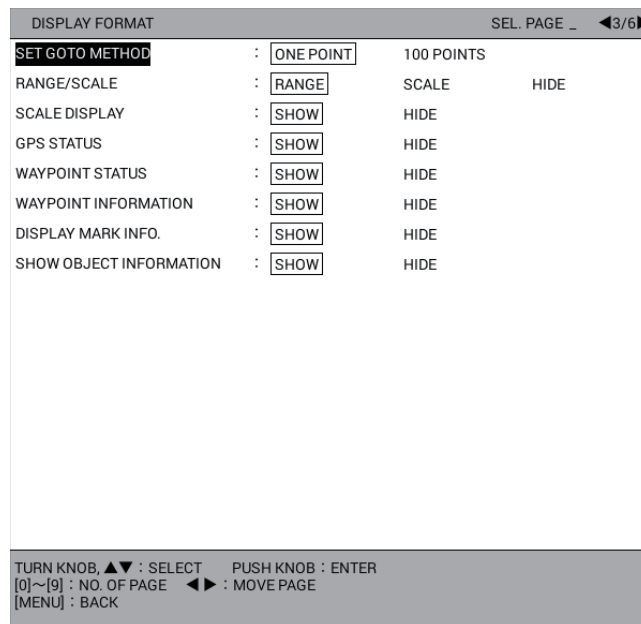 DISPLAY FORMAT SEL. PAGE _ ◀3/6▶
SET GOTO METHOD : ONE POINT 100 POINTS
RANGE/SCALE : RANGE SCALE HIDE
SCALE DISPLAY : SHOW HIDE
GPS STATUS : SHOW HIDE
WAYPOINT STATUS : SHOW HIDE
WAYPOINT INFORMATION : SHOW HIDE
DISPLAY MARK INFO. : SHOW HIDE
SHOW OBJECT INFORMATION : SHOW HIDE
TURN KNOB, ▲▼ : SELECT PUSH KNOB : ENTER
[0]～[9] : NO. OF PAGE ◀ ▶ : MOVE PAGE
[MENU] : BACK